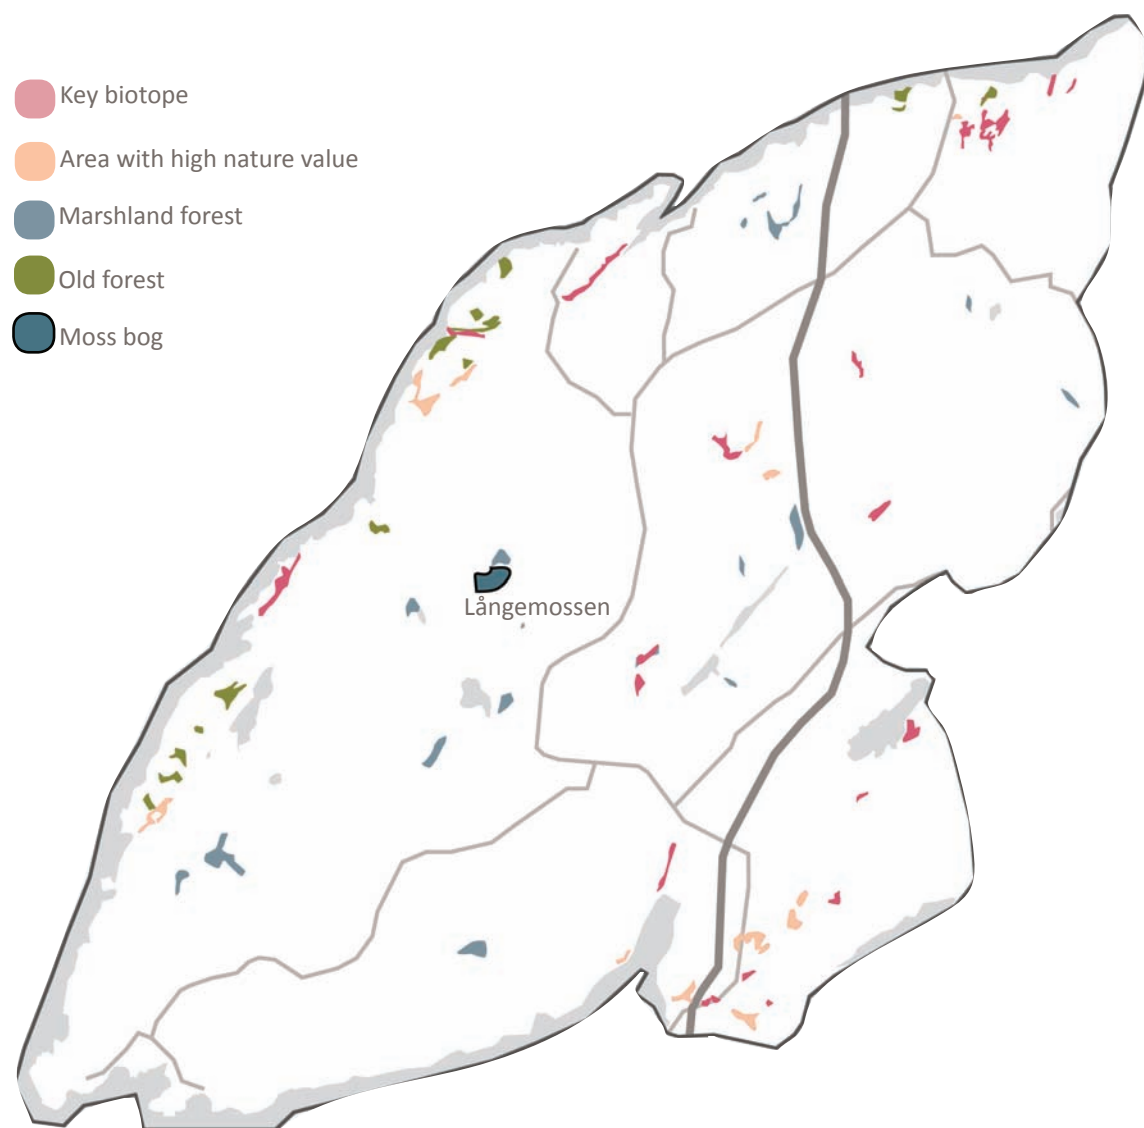 Key biotope
Area with high nature value
Marshland forest
Old forest
Moss bog
Långemossen